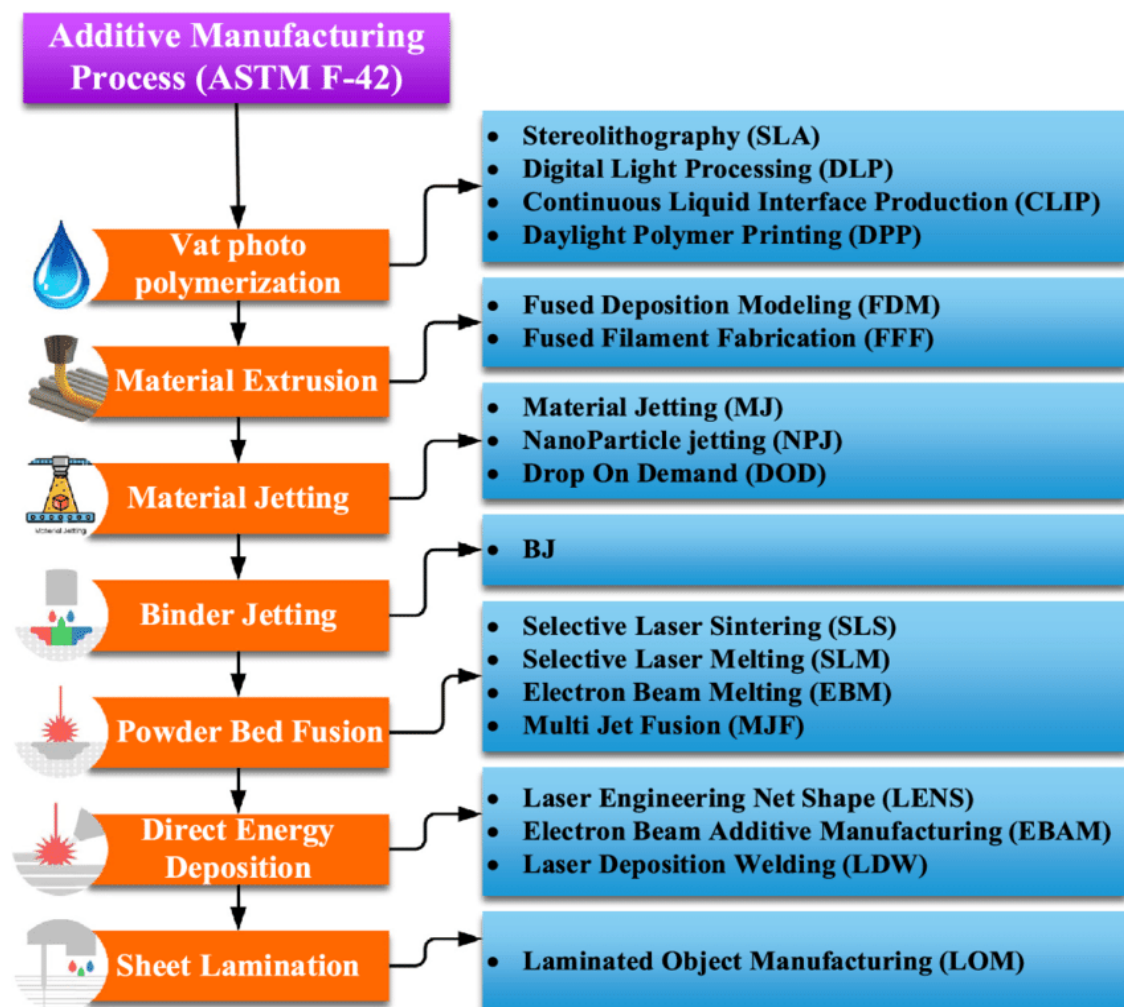 Additive Manufacturing
Process (ASTM F-42)
Vat photo
polymerization
• Stereolithography (SLA)
• Digital Light Processing (DLP)
• Continuous Liquid Interface Production (CLIP)
• Daylight Polymer Printing (DPP)
Material Extrusion
• Fused Deposition Modeling (FDM)
• Fused Filament Fabrication (FFF)
Material Jetting
Material Jetting
• Material Jetting (MJ)
• NanoParticle jetting (NPJ)
• Drop On Demand (DOD)
Binder Jetting
• BJ
Powder Bed Fusion
• Selective Laser Sintering (SLS)
• Selective Laser Melting (SLM)
• Electron Beam Melting (EBM)
• Multi Jet Fusion (MJF)
Direct Energy
Deposition
• Laser Engineering Net Shape (LENS)
• Electron Beam Additive Manufacturing (EBAM)
• Laser Deposition Welding (LDW)
Sheet Lamination
• Laminated Object Manufacturing (LOM)